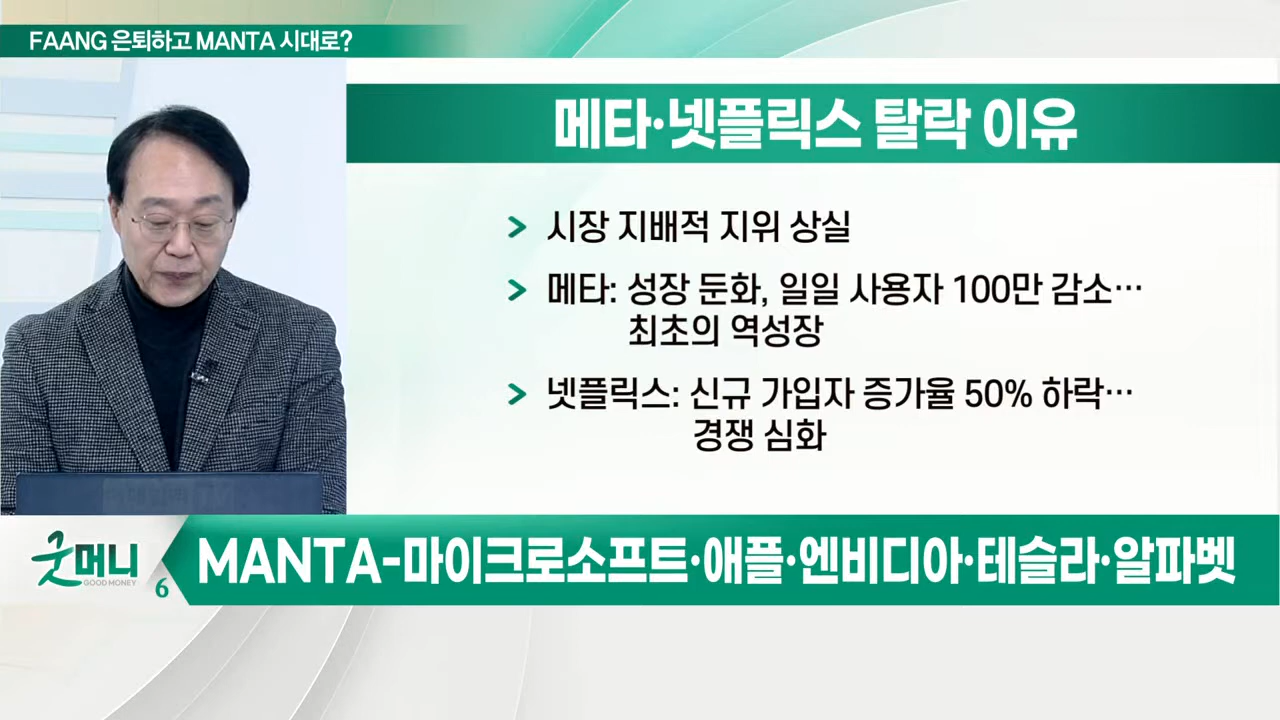 FAANG 은퇴하고 MANTA 시대로?
메타·넷플릭스 탈락 이유
> 시장 지배적 지위 상실
> 메타: 성장 둔화, 일일 사용자 100만 감소…
최초의 역성장
> 넷플릭스: 신규 가입자 증가율 50% 하락…
경쟁 심화
굿머니
GOOD MONEY
6
MANTA-마이크로소프트·애플·엔비디아·테슬라·알파벳